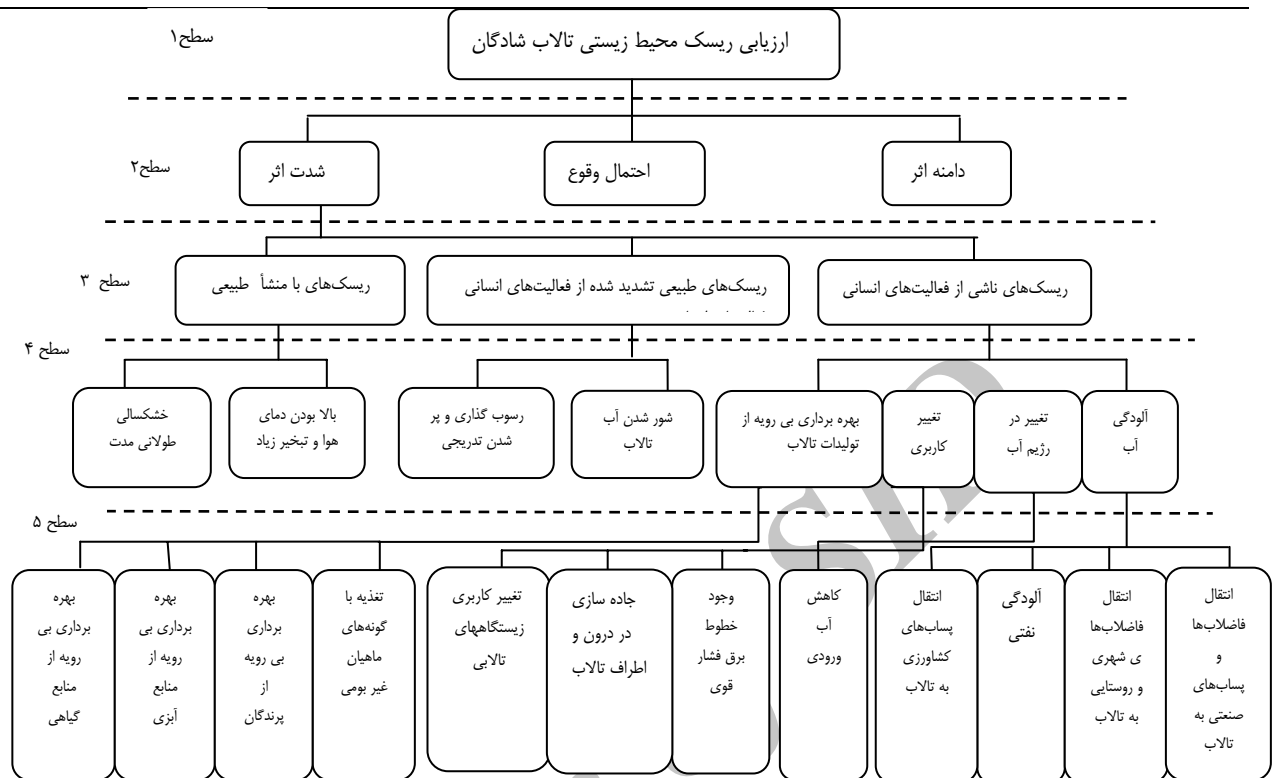 سطح۱
ارزیابی ریسک محیط زیستی تالاب شادگان
سطح۲
دامنه اثر
احتمال وقوع
شدت اثر
سطح ۳
ریسک‌های ناشی از فعالیت‌های انسانی
ریسک‌های طبیعی تشدید شده از فعالیت‌های انسانی
ریسک‌های با منشأ طبیعی
سطح ۴
آلودگی
آب
تغییر در
رژیم آب
تغییر
کاربری
بهره برداری بی رویه از
تولیدات تالاب
شور شدن آب
تالاب
رسوب گذاری و پر
شدن تدریجی
بالا بودن دمای
هوا و تبخیر زیاد
خشکسالی
طولانی مدت
سطح ۵
انتقال
فاضلاب‌ها
و
پساب‌های
صنعتی به
تالاب
انتقال
فاضلاب‌ها
ی شهری
و روستایی
به تالاب
آلودگی
نفتی
انتقال
پساب‌های
کشاورزی
به تالاب
کاهش
آب
ورودی
وجود
خطوط
برق فشار
قوی
جاده سازی
در درون و
اطراف تالاب
تغییر کاربری
زیستگاههای
تالابی
تغذیه با
گونه‌های
ماهیان
غیر بومی
بهره
برداری
بی رویه
از
پرندگان
بهره
برداری بی
رویه از
منابع
آبزی
بهره
برداری بی
رویه از
منابع
گیاهی
SID